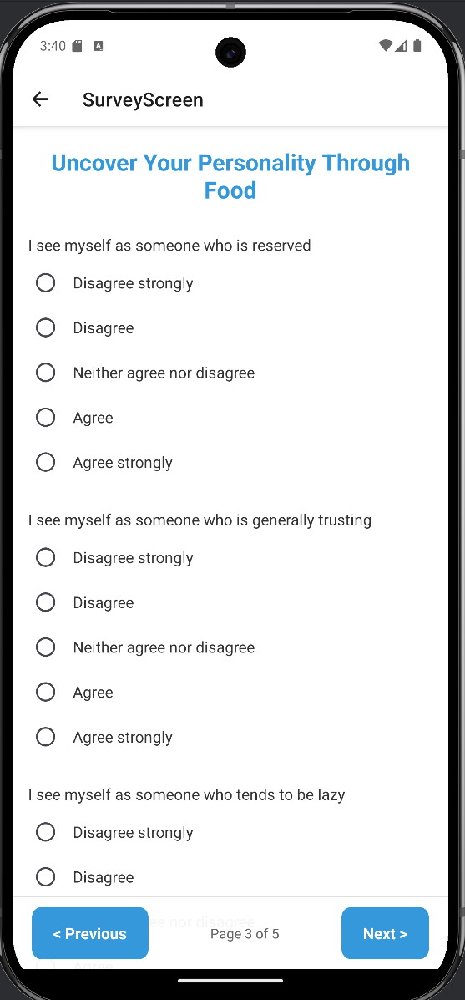 3:40
SurveyScreen
Uncover Your Personality Through
Food
I see myself as someone who is reserved
Disagree strongly
Disagree
Neither agree nor disagree
Agree
Agree strongly
I see myself as someone who is generally trusting
Disagree strongly
Disagree
Neither agree nor disagree
Agree
Agree strongly
I see myself as someone who tends to be lazy
Disagree strongly
Disagree
ee nor disagree
< Previous
Page 3 of 5
Next >
Agree